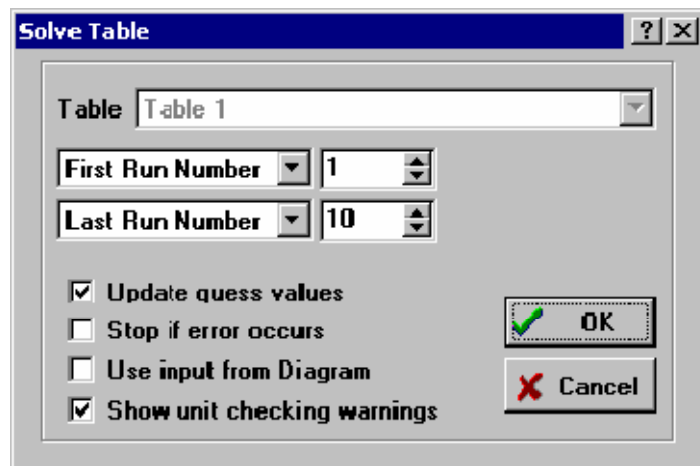 Solve Table
Table Table 1
First Run Number 1
Last Run Number 10
Update guess values
Stop if error occurs
Use input from Diagram
Show unit checking warnings
OK
Cancel